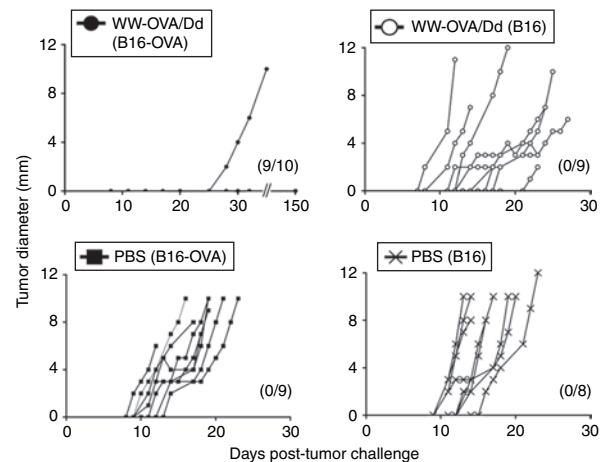 WW-OVA/Dd
(B16-OVA)
WW-OVA/Dd (B16)
12
8
4
0
0 10 20 30 150
(9/10)
12
8
4
0
0 10 20 30
(0/9)
Tumor diameter (mm)
PBS (B16-OVA)
PBS (B16)
12
8
4
0
0 10 20 30
(0/9)
12
10
8
6
4
2
0
0 10 20 30
(0/8)
Days post-tumor challenge